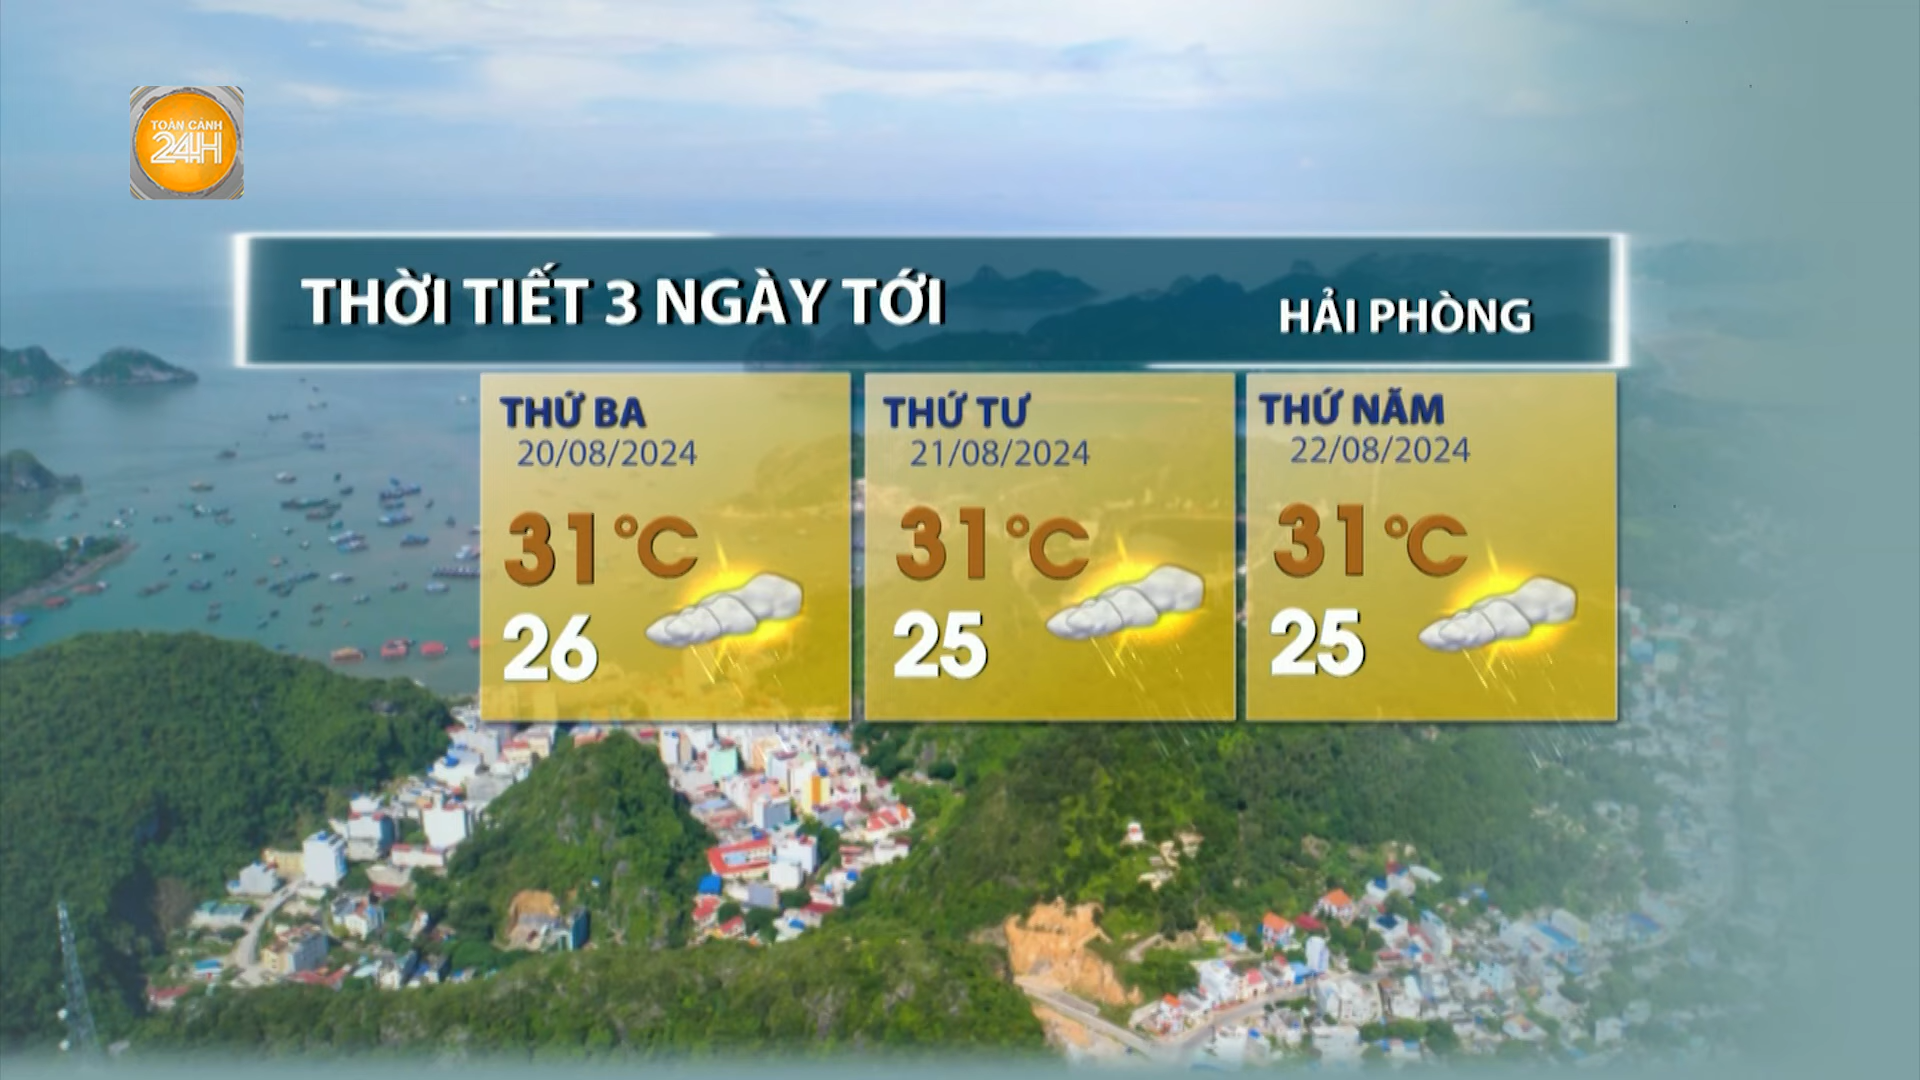 TOÀN CẢNH
24H
THỜI TIẾT 3 NGÀY TỚI
HẢI PHÒNG
THỨ BA
20/08/2024
31°C
26
THỨ TƯ
21/08/2024
31°C
25
THỨ NĂM
22/08/2024
31°C
25